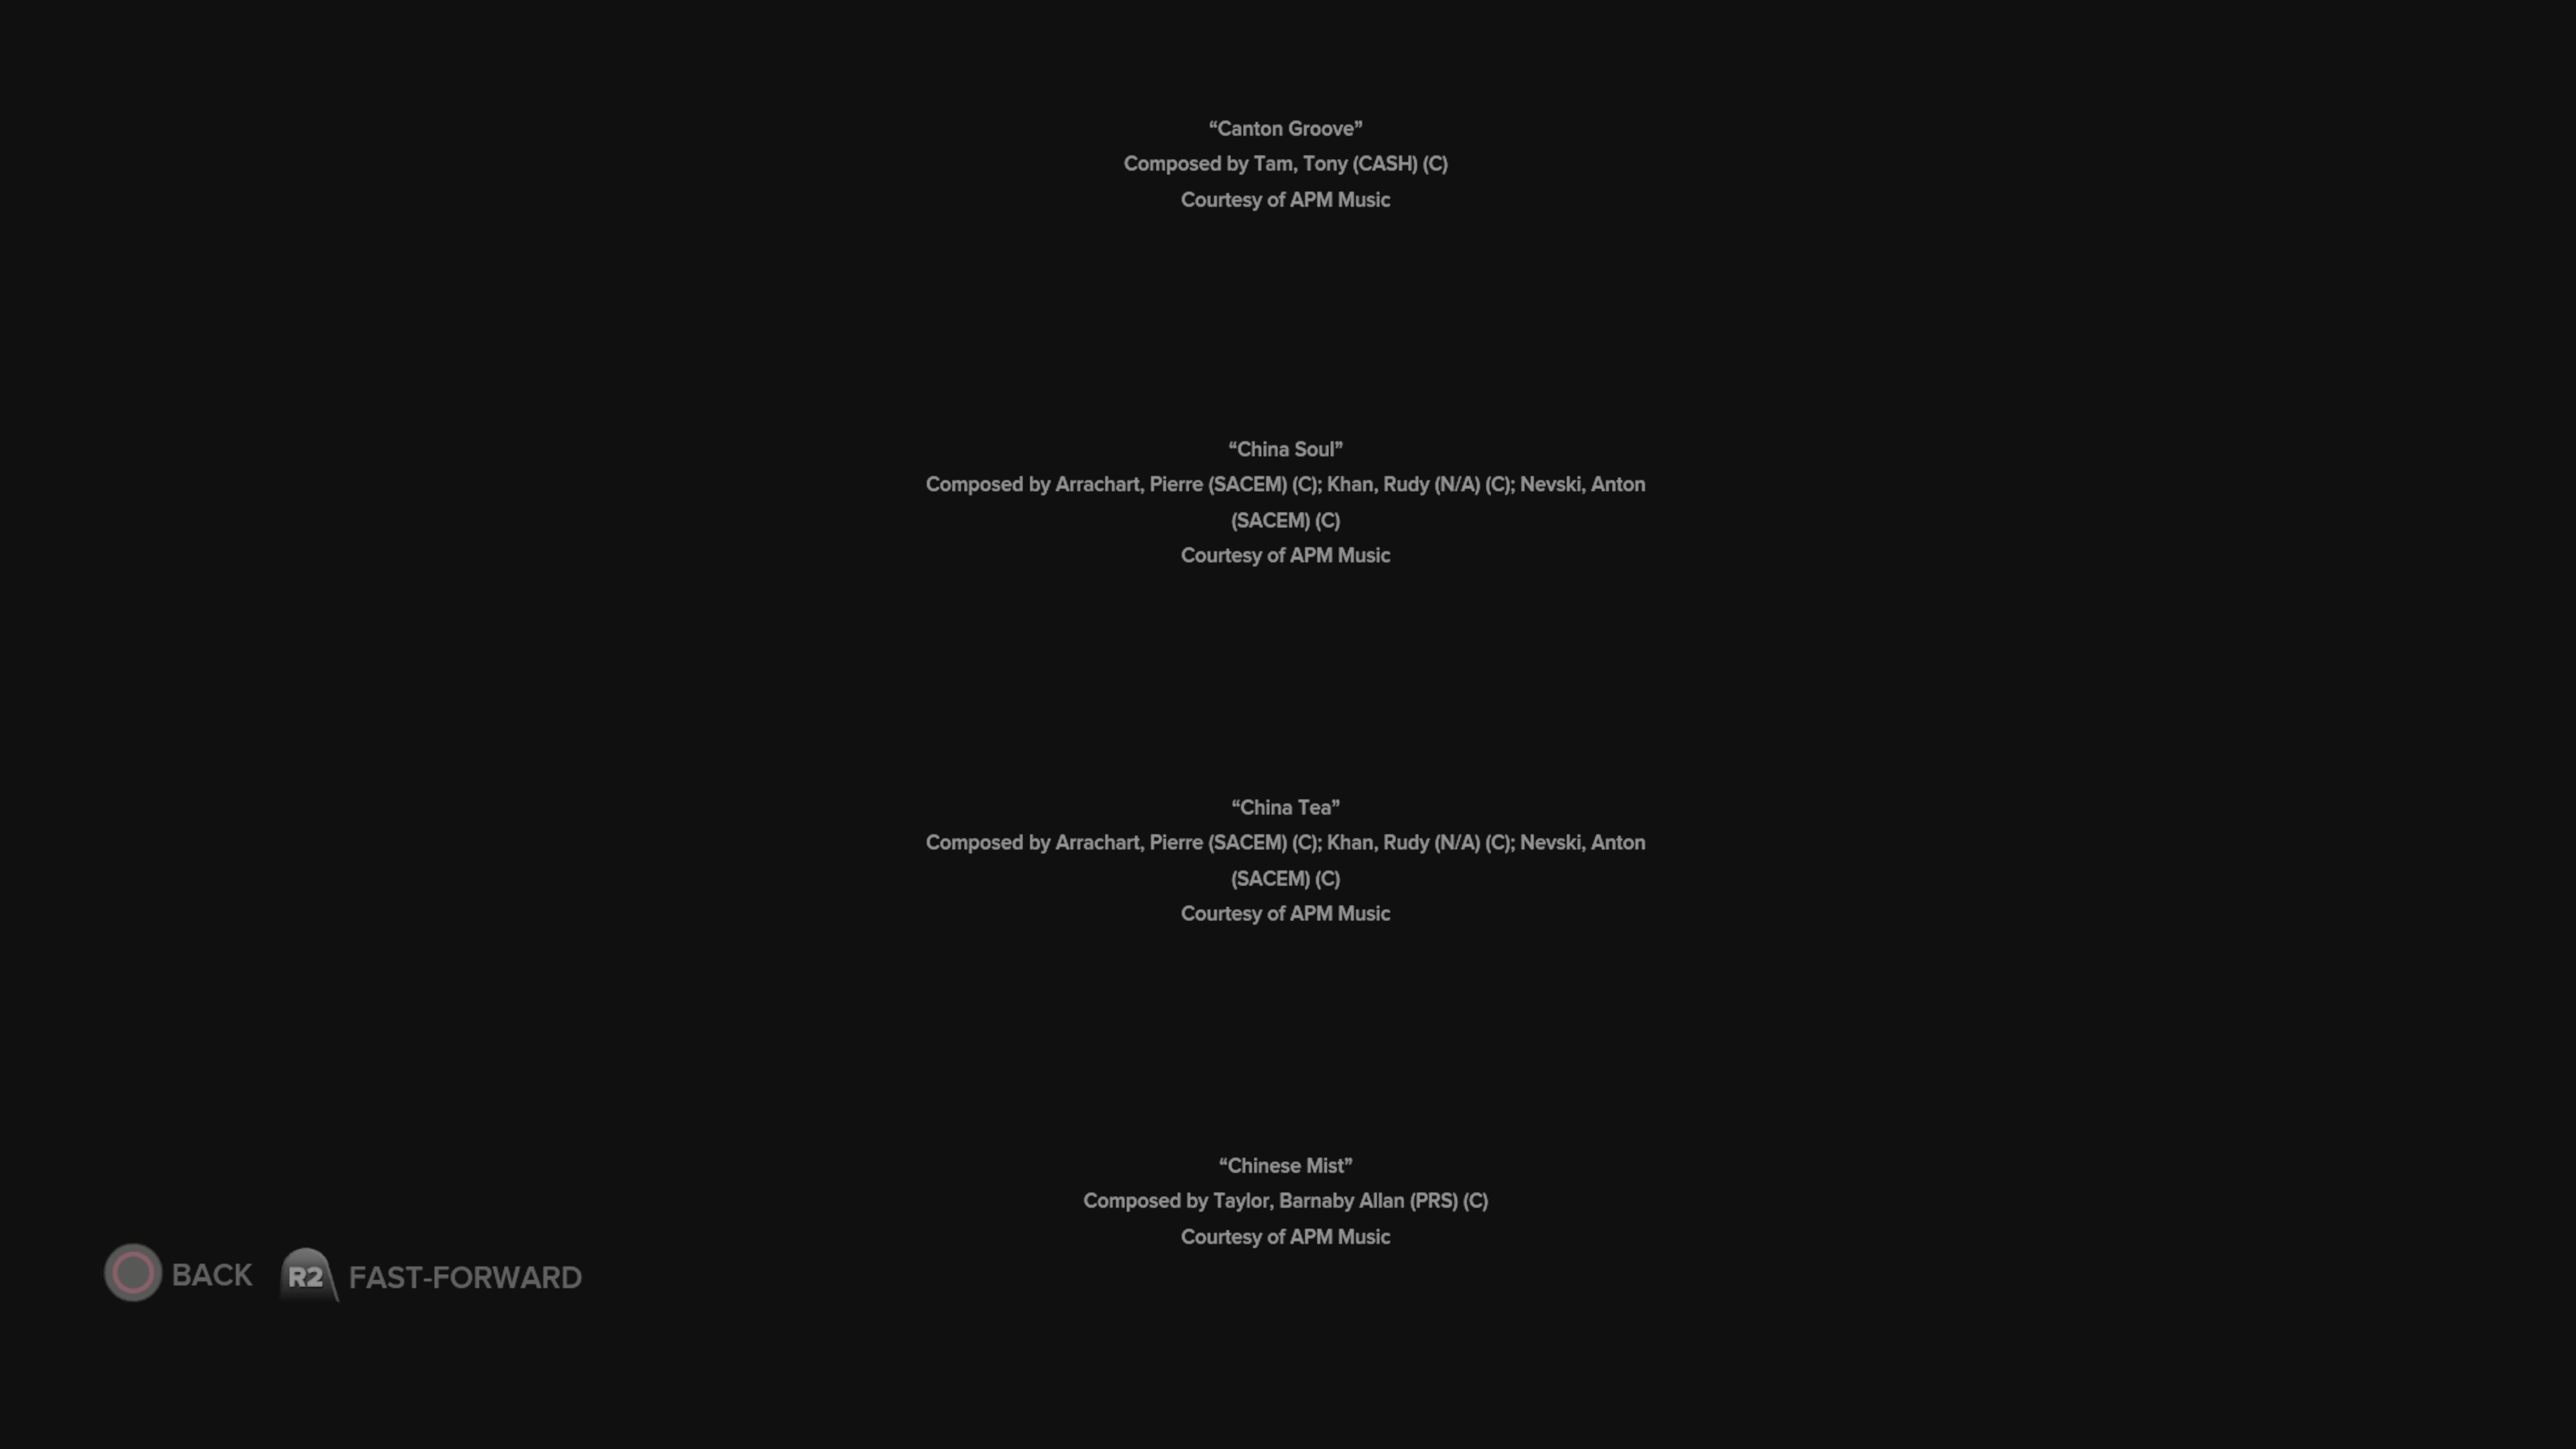 “Canton Groove”
Composed by Tam, Tony (CASH) (C)
Courtesy of APM Music
“China Soul”
Composed by Arrachart, Pierre (SACEM) (C); Khan, Rudy (N/A) (C); Nevski, Anton
(SACEM) (C)
Courtesy of APM Music
“China Tea”
Composed by Arrachart, Pierre (SACEM) (C); Khan, Rudy (N/A) (C); Nevski, Anton
(SACEM) (C)
Courtesy of APM Music
“Chinese Mist”
Composed by Taylor, Barnaby Allan (PRS) (C)
Courtesy of APM Music
BACK R2 FAST-FORWARD